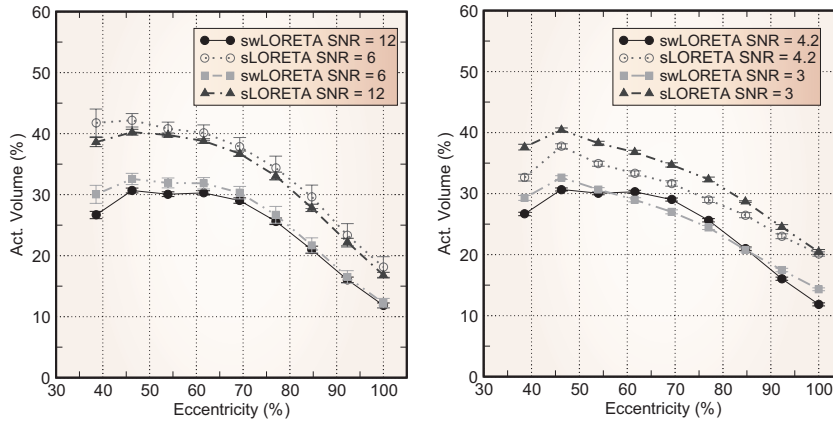 60
50
40
30
20
10
0
Act. Volume (%)
swLORETA SNR = 12
sLORETA SNR = 6
swLORETA SNR = 6
sLORETA SNR = 12
30 40 50 60 70 80 90 100
Eccentricity (%)
60
50
40
30
20
10
0
Act. Volume (%)
swLORETA SNR = 4.2
sLORETA SNR = 4.2
swLORETA SNR = 3
sLORETA SNR = 3
30 40 50 60 70 80 90 100
Eccentricity (%)